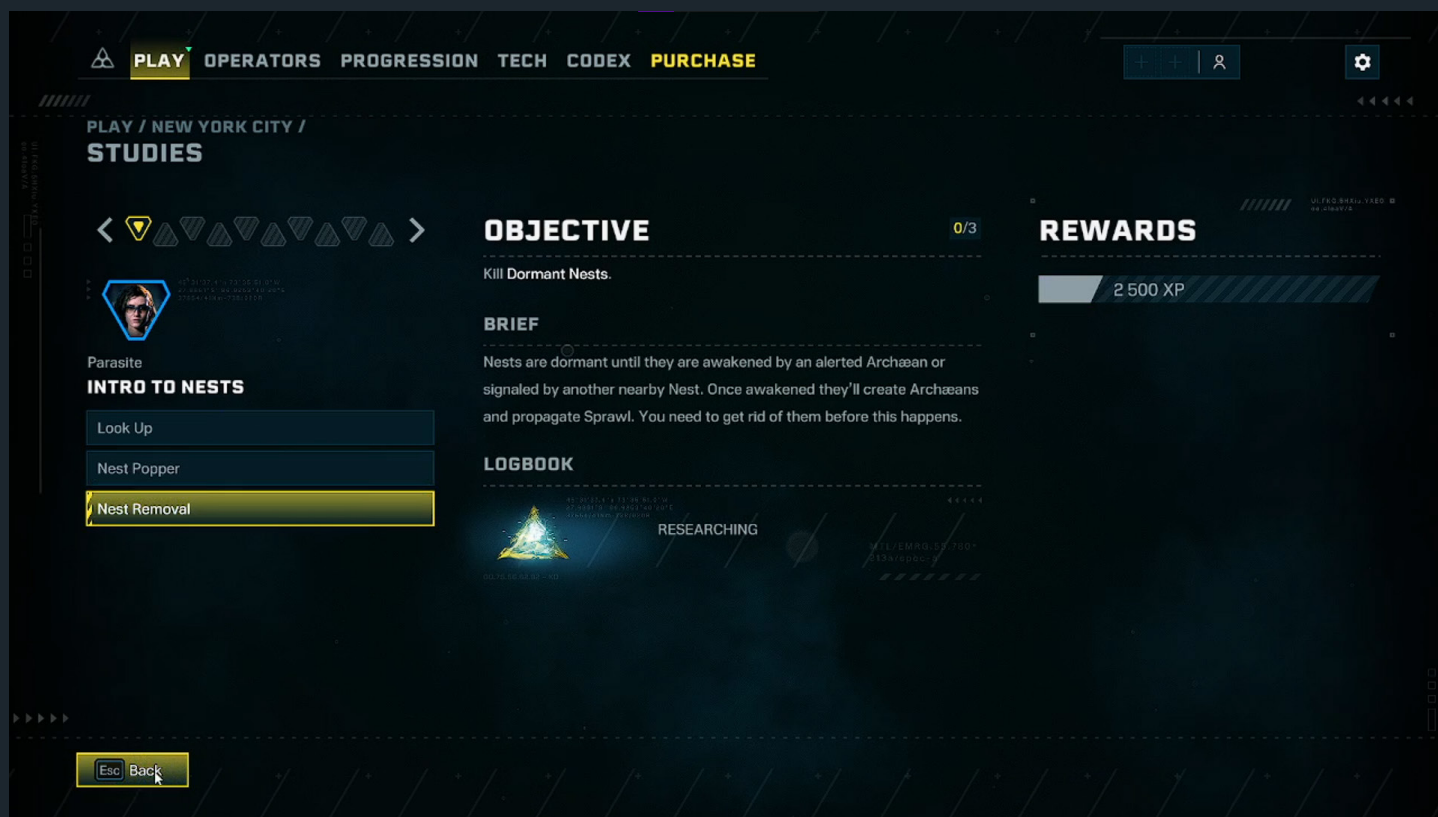 PLAY OPERATORS PROGRESSION TECH CODEX PURCHASE
PLAY / NEW YORK CITY /
STUDIES
Parasite
INTRO TO NESTS
Look Up
Nest Popper
Nest Removal
OBJECTIVE
0/3
Kill Dormant Nests.
BRIEF
Nests are dormant until they are awakened by an alerted Archæan or
signaled by another nearby Nest. Once awakened they'll create Archæans
and propagate Sprawl. You need to get rid of them before this happens.
LOGBOOK
RESEARCHING
REWARDS
2 500 XP
Esc Back